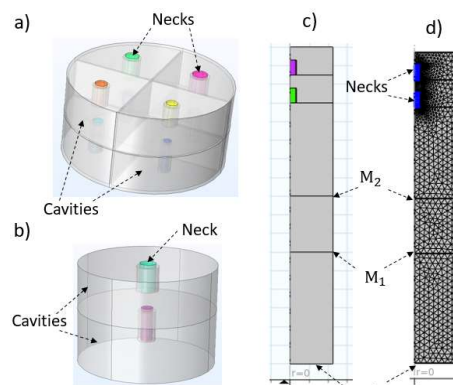 a)
Necks
Cavities
b)
Neck
Cavities
c)
d)
Necks
M₂
M₁
r=0
r=0